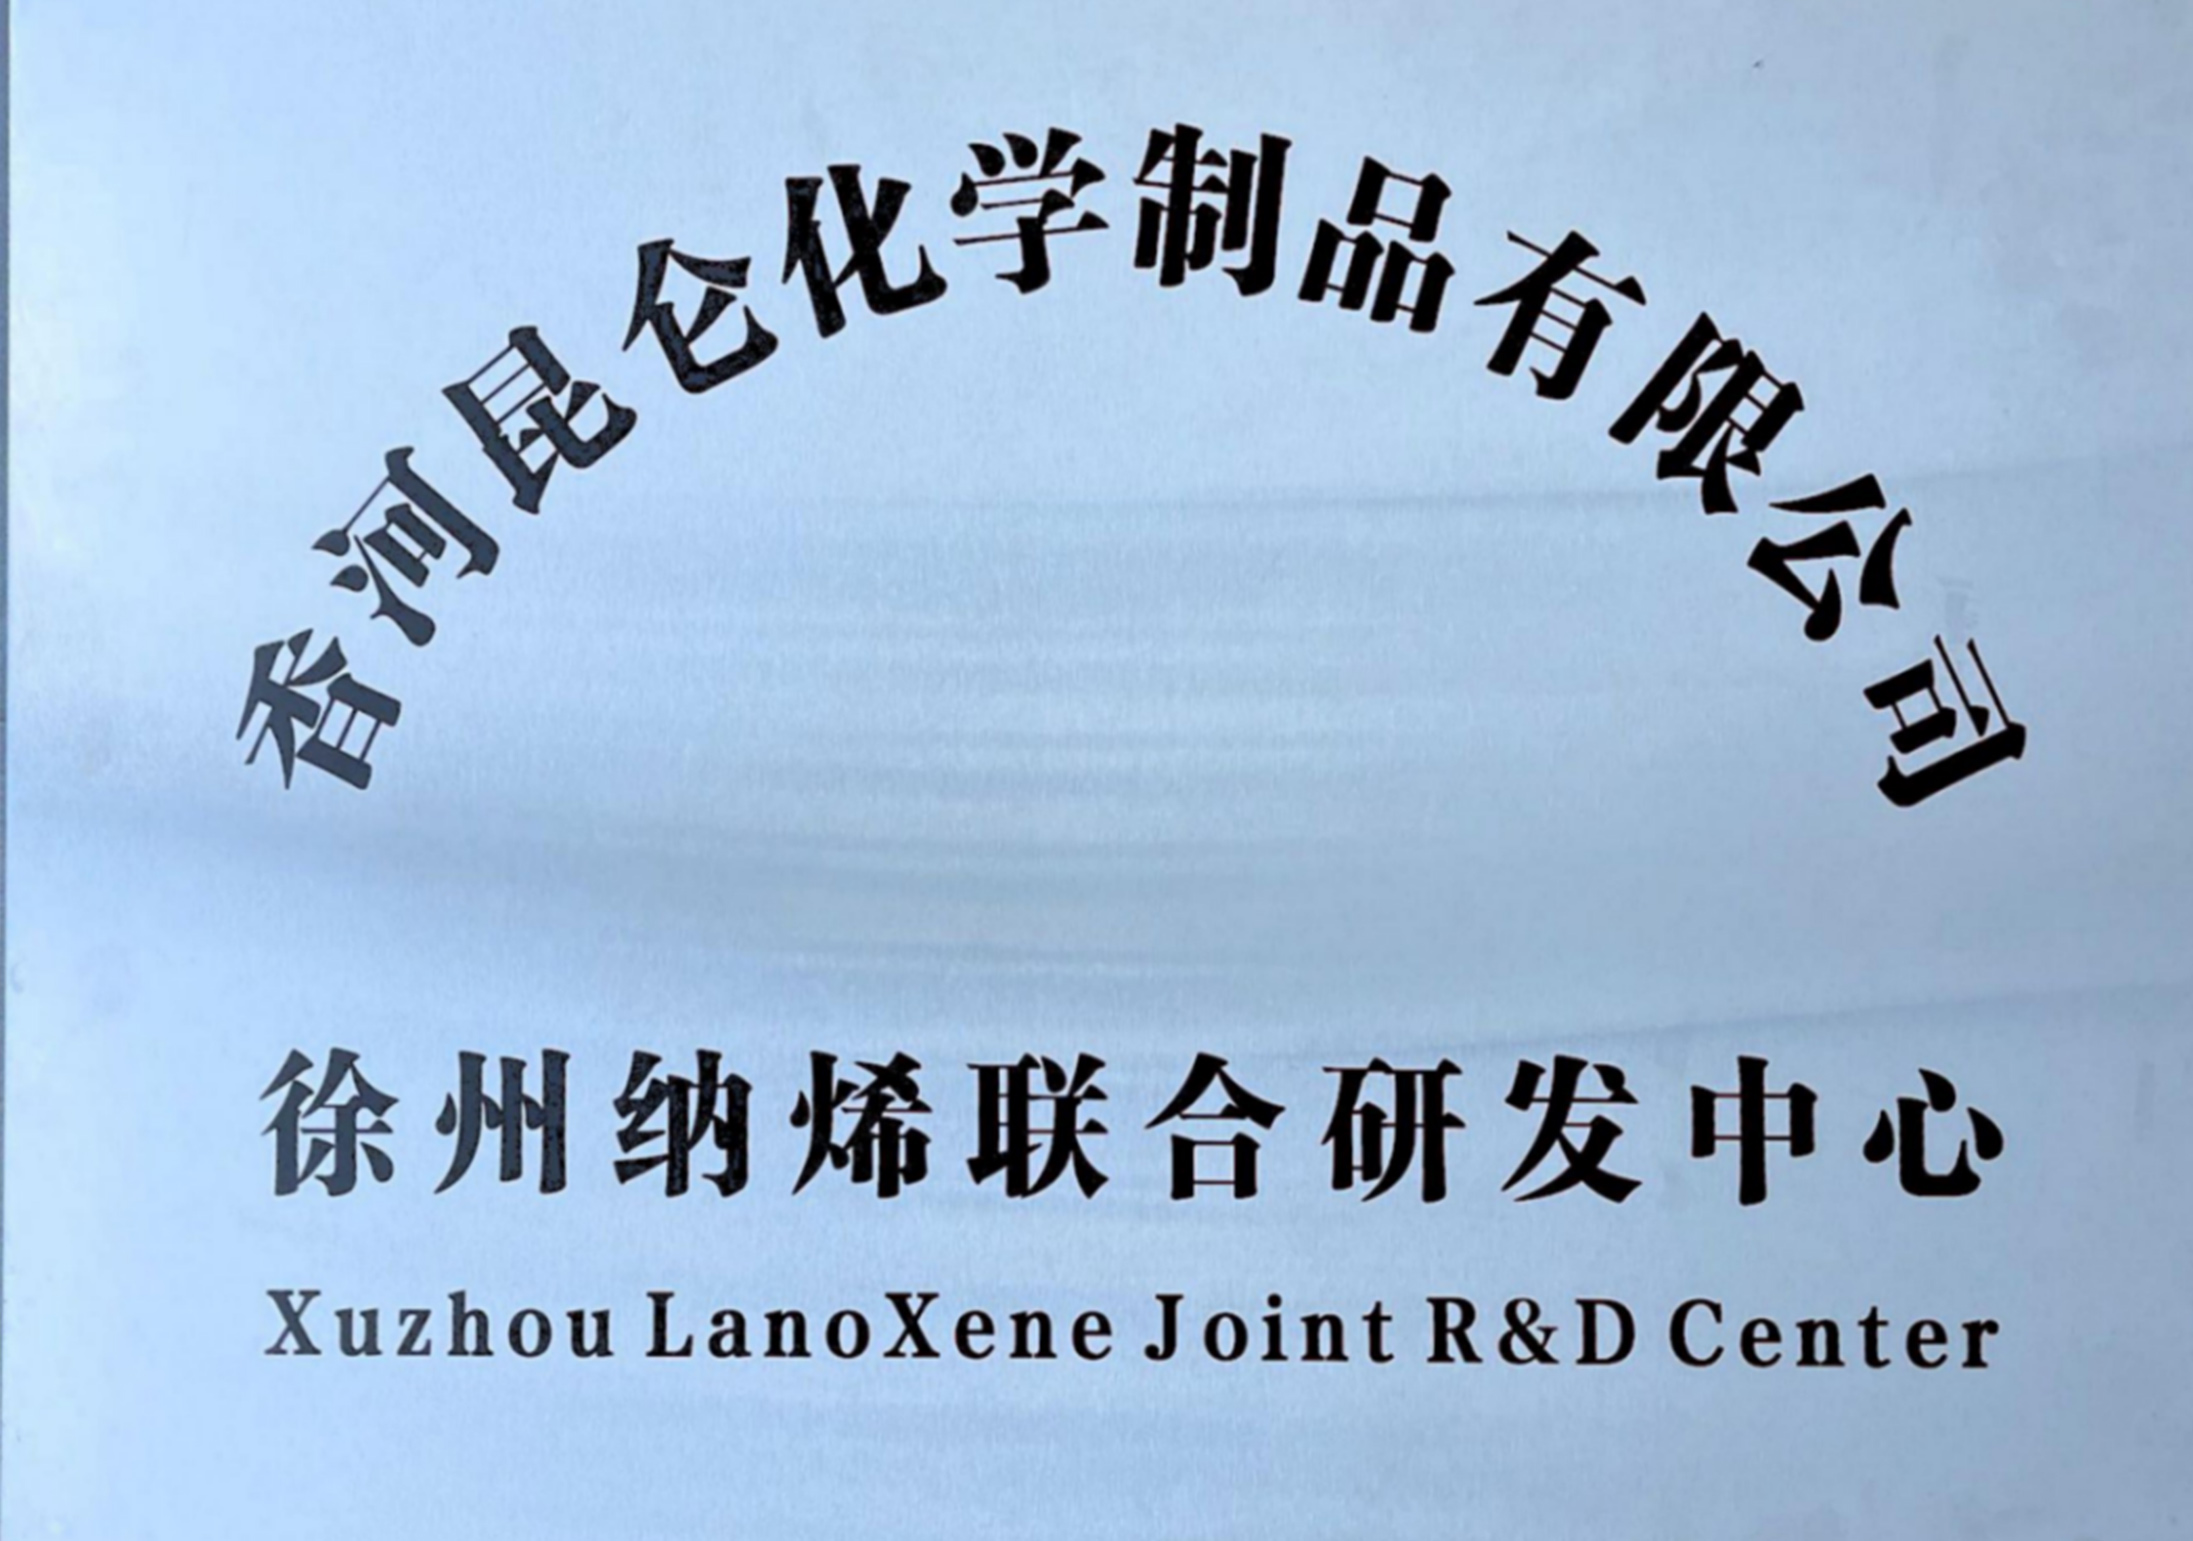 香河昆仑化学制品有限公司
徐州纳烯联合研发中心
Xuzhou LanoXene Joint R&D Center